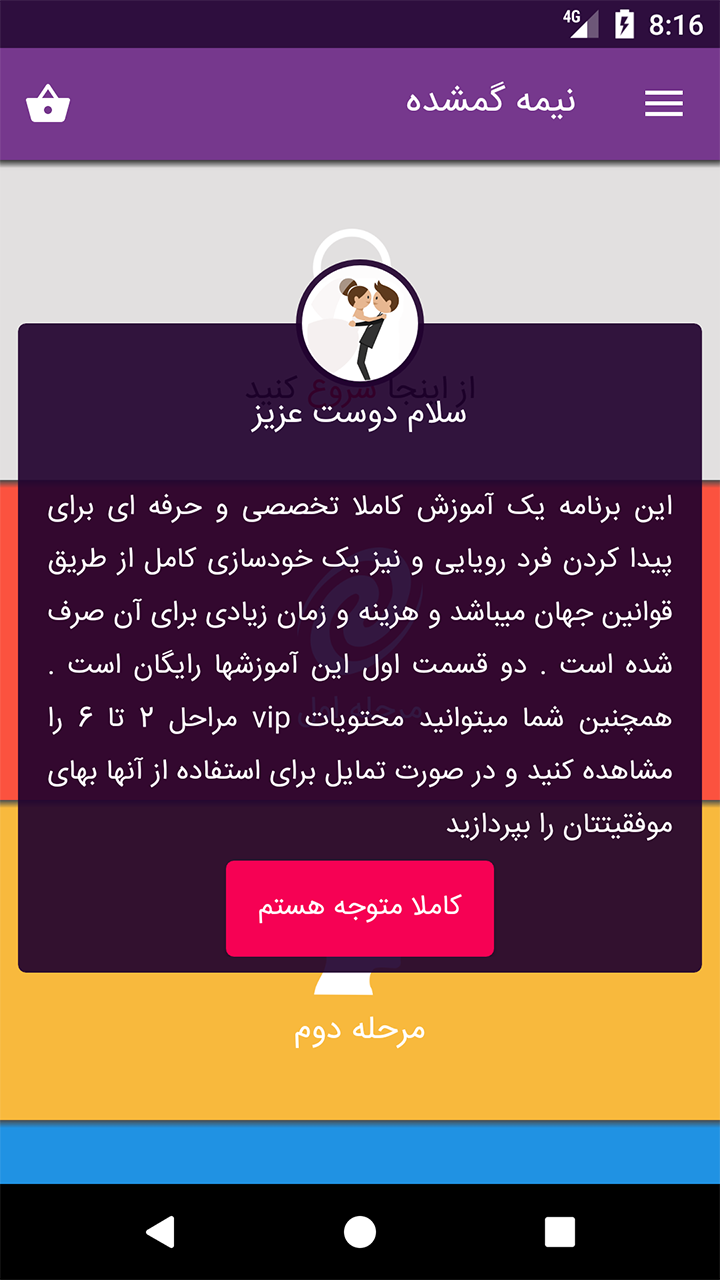 4G 8:16
نیمه گمشده
از اینجا شروع کنید
سلام دوست عزیز
این برنامه یک آموزش کاملا تخصصی و حرفه ای برای
پیدا کردن فرد رویایی و نیز یک خودسازی کامل از طریق
قوانین جهان میباشد و هزینه و زمان زیادی برای آن صرف
شده است . دو قسمت اول این آموزشها رایگان است .
همچنین شما میتوانید محتویات vip مراحل ۲ تا ۶ را
مرحله اول
مشاهده کنید و در صورت تمایل برای استفاده از آنها بهای
موفقیتتان را بپردازید
کاملا متوجه هستم
مرحله دوم